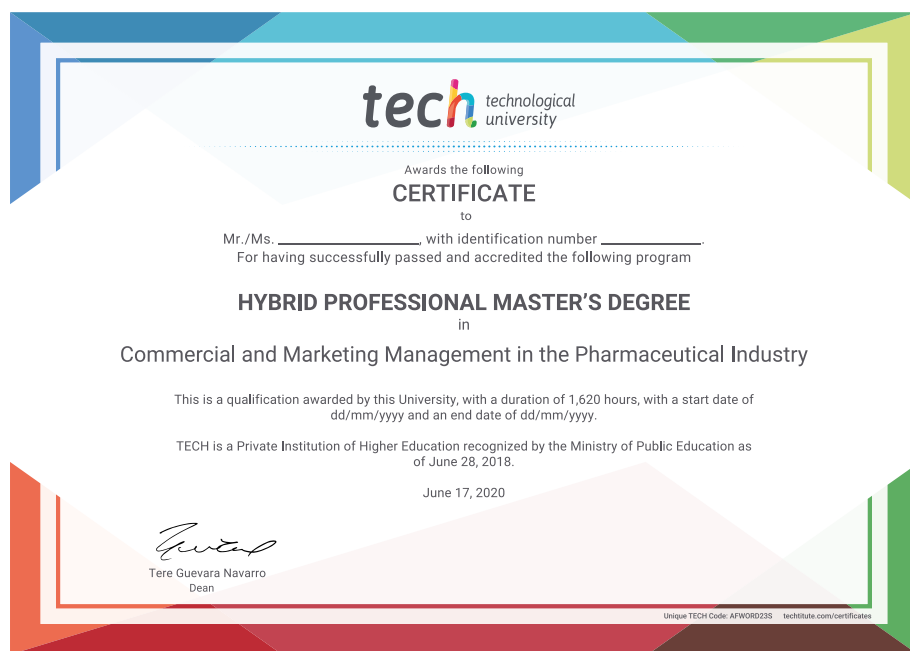 tech technological
university
Awards the following
CERTIFICATE
to
Mr./Ms. ____________________, with identification number ______________.
For having successfully passed and accredited the following program
HYBRID PROFESSIONAL MASTER'S DEGREE
in
Commercial and Marketing Management in the Pharmaceutical Industry
This is a qualification awarded by this University, with a duration of 1,620 hours, with a start date of
dd/mm/yyyy and an end date of dd/mm/yyyy.
TECH is a Private Institution of Higher Education recognized by the Ministry of Public Education as
of June 28, 2018.
June 17, 2020
Tere Guevara Navarro
Dean
Unique TECH Code: AFWORD23S techtitute.com/certificates